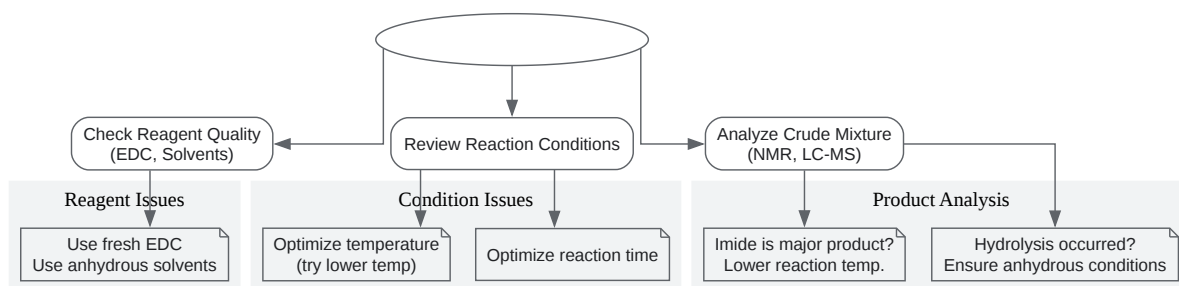 Check Reagent Quality
(EDC, Solvents)
Review Reaction Conditions
Analyze Crude Mixture
(NMR, LC-MS)
Reagent Issues
Condition Issues
Product Analysis
Use fresh EDC
Use anhydrous solvents
Optimize temperature
(try lower temp)
Optimize reaction time
Imide is major product?
Lower reaction temp.
Hydrolysis occurred?
Ensure anhydrous conditions